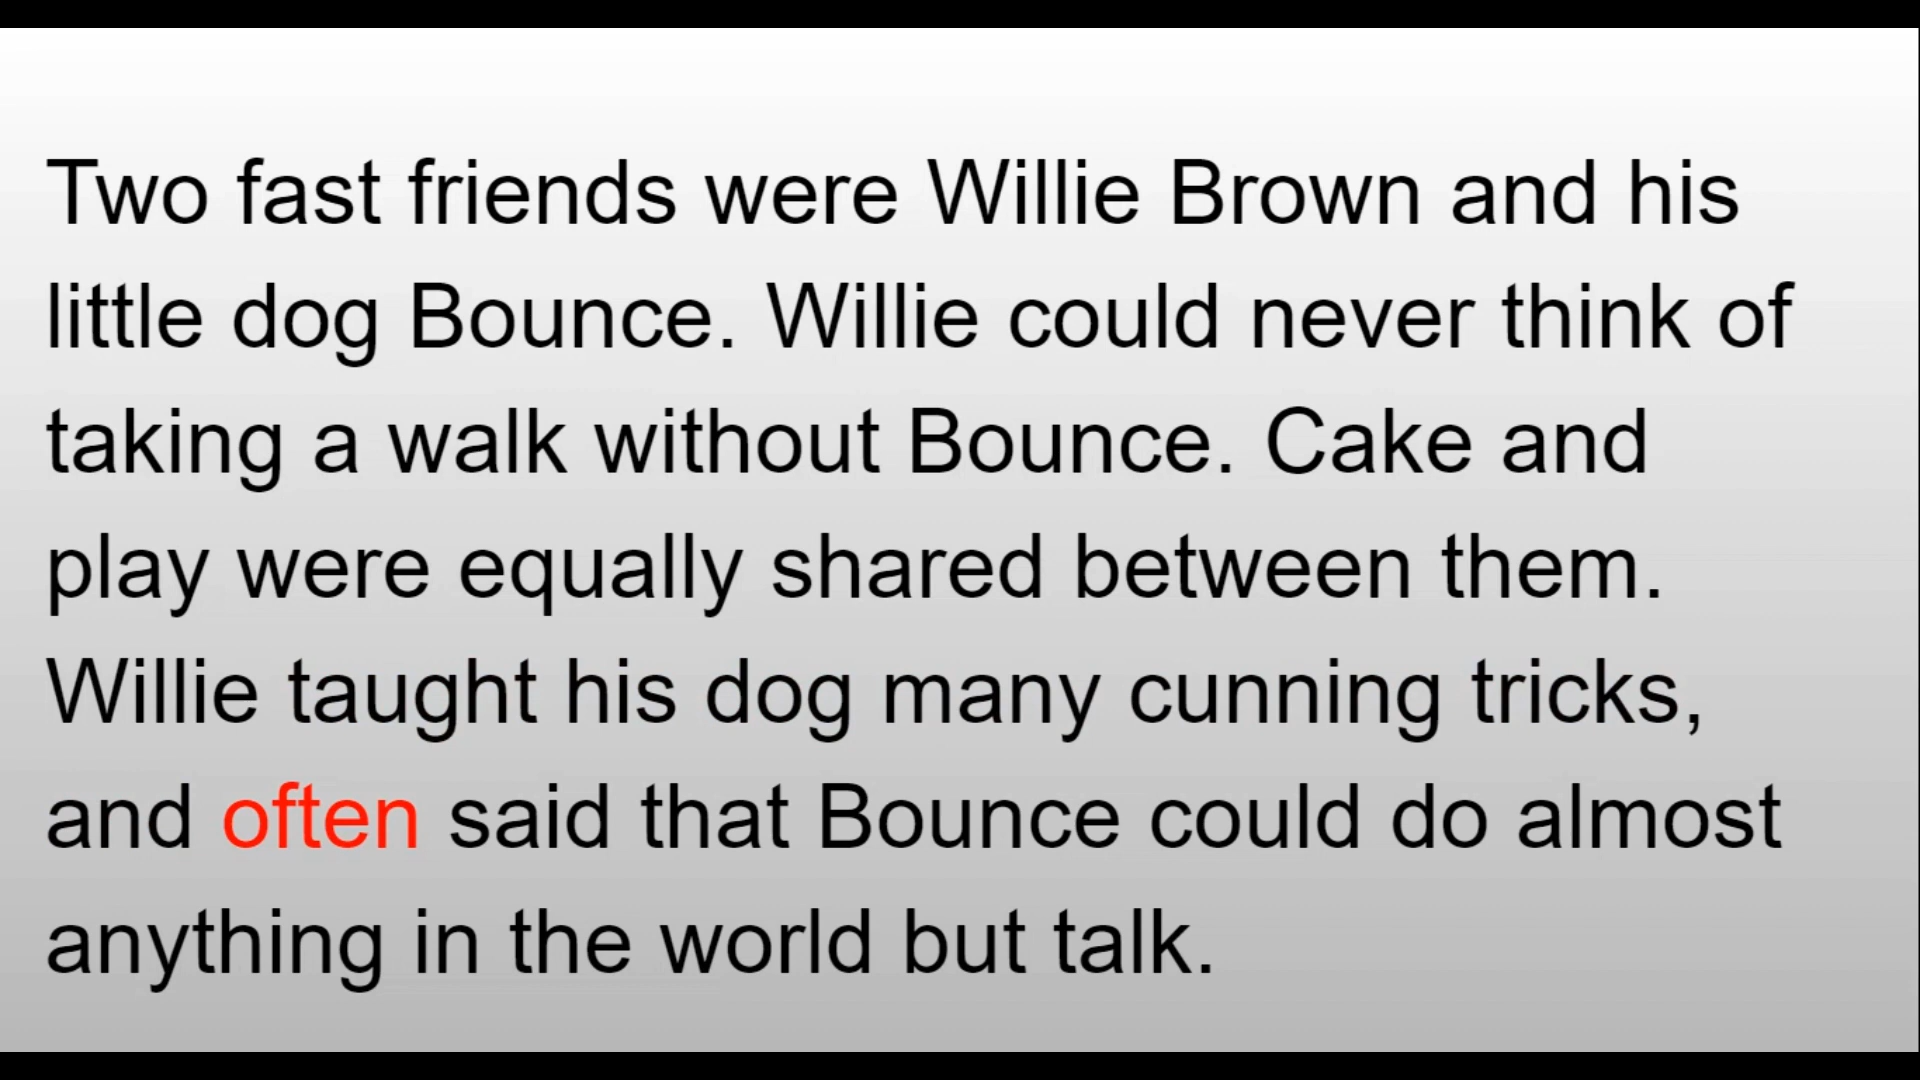 Two fast friends were Willie Brown and his
little dog Bounce. Willie could never think of
taking a walk without Bounce. Cake and
play were equally shared between them.
Willie taught his dog many cunning tricks,
and often said that Bounce could do almost
anything in the world but talk.